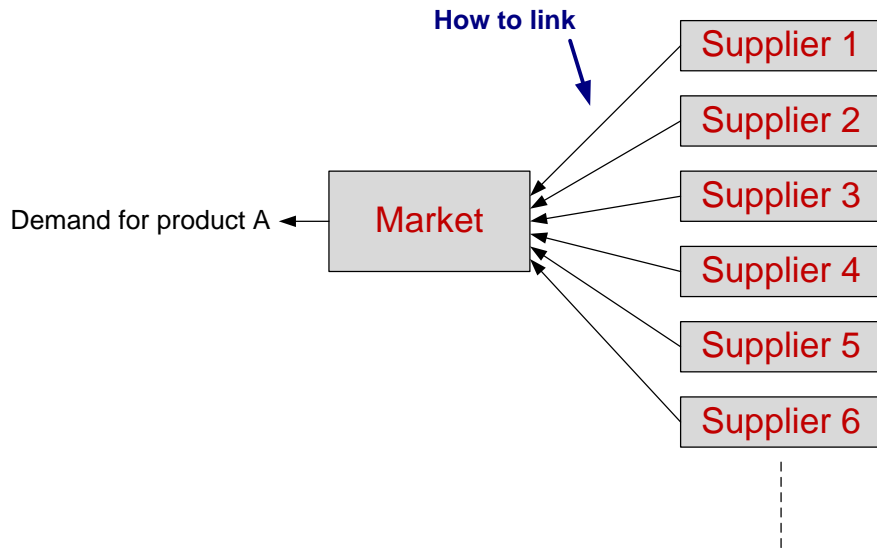 How to link
Supplier 1
Supplier 2
Supplier 3
Demand for product A
Market
Supplier 4
Supplier 5
Supplier 6